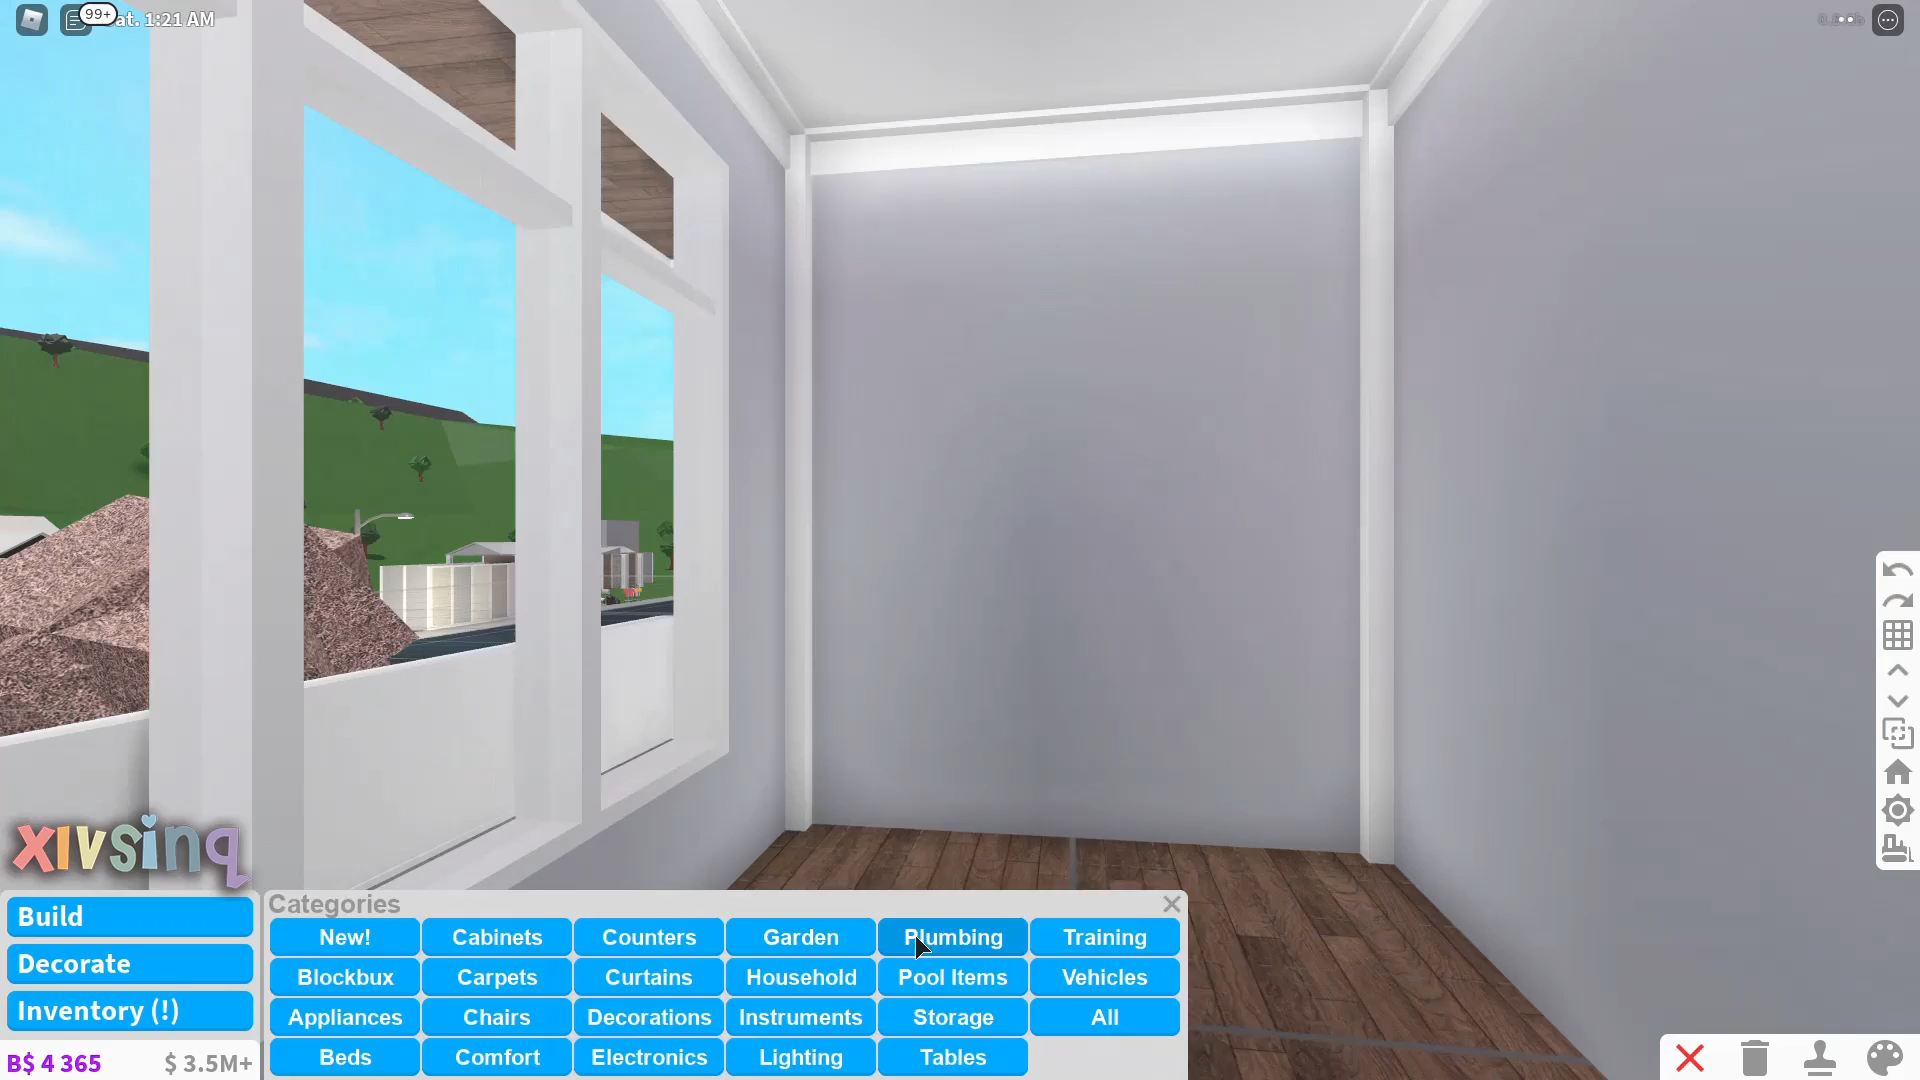 99+
at. 1:21 AM
xivsinq
Build
Decorate
Inventory (!)
B$ 4 365
$ 3.5M+
Categories
New!
Cabinets
Counters
Garden
Plumbing
Training
Blockbux
Carpets
Curtains
Household
Pool Items
Vehicles
Appliances
Chairs
Decorations
Instruments
Storage
All
Beds
Comfort
Electronics
Lighting
Tables